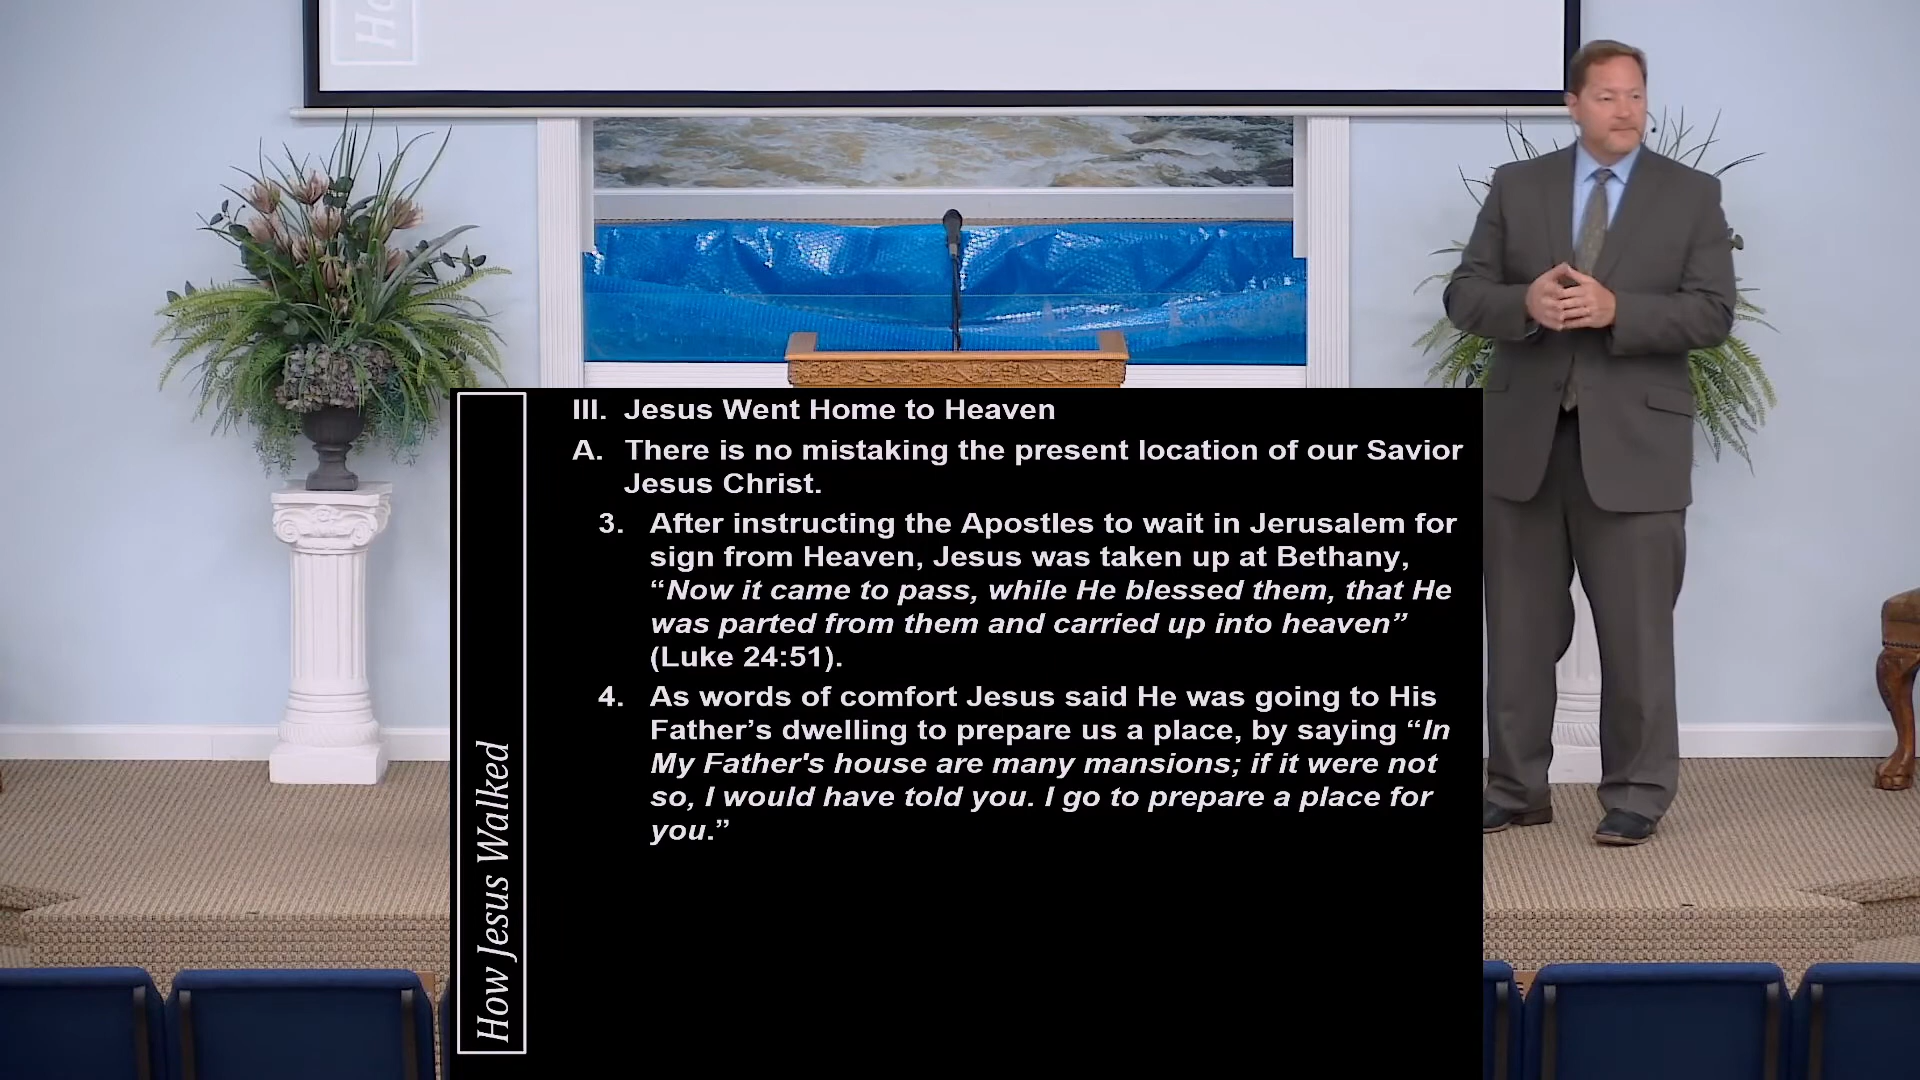 Ho
III. Jesus Went Home to Heaven
A. There is no mistaking the present location of our Savior
Jesus Christ.
3. After instructing the Apostles to wait in Jerusalem for
sign from Heaven, Jesus was taken up at Bethany,
“Now it came to pass, while He blessed them, that He
was parted from them and carried up into heaven”
(Luke 24:51).
4. As words of comfort Jesus said He was going to His
Father’s dwelling to prepare us a place, by saying “In
My Father's house are many mansions; if it were not
so, I would have told you. I go to prepare a place for
you.”
How Jesus Walked